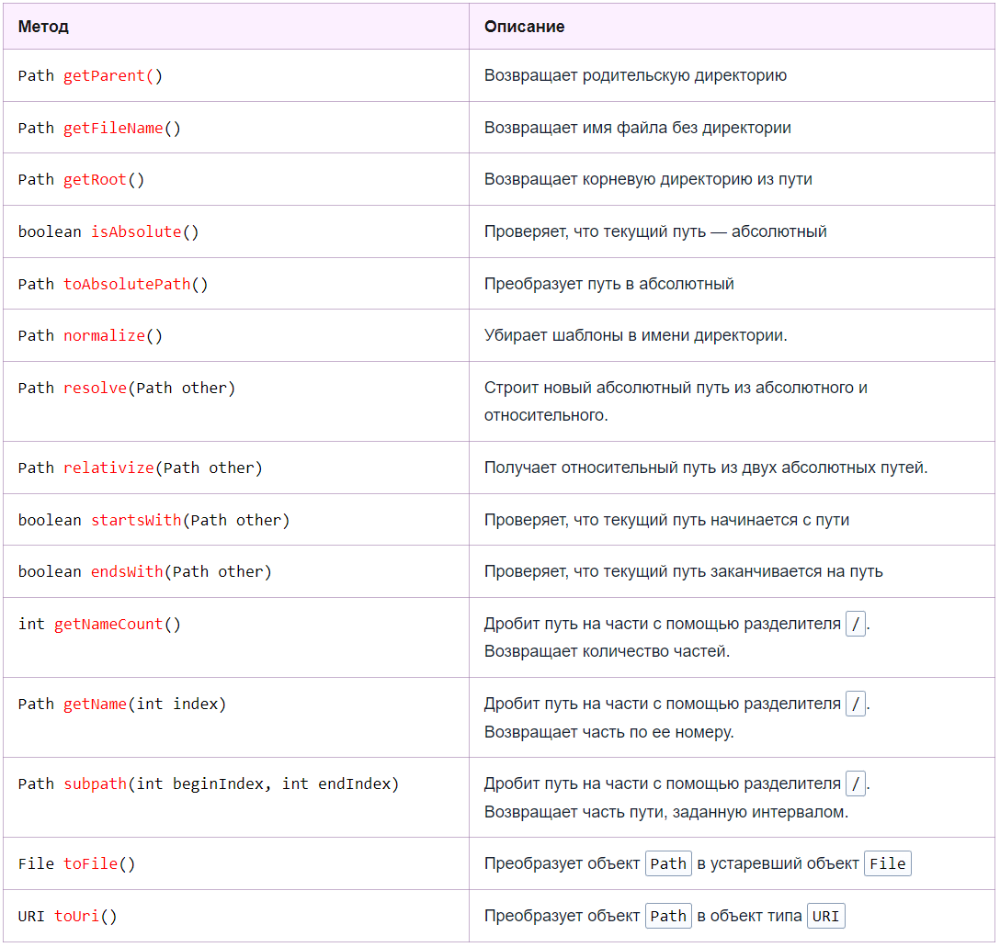 Метод Описание
Path getParent() Возвращает родительскую директорию
Path getFileName() Возвращает имя файла без директории
Path getRoot() Возвращает корневую директорию из пути
boolean isAbsolute() Проверяет, что текущий путь — абсолютный
Path toAbsolutePath() Преобразует путь в абсолютный
Path normalize() Убирает шаблоны в имени директории.
Path resolve(Path other) Строит новый абсолютный путь из абсолютного и
относительного.
Path relativize(Path other) Получает относительный путь из двух абсолютных путей.
boolean startsWith(Path other) Проверяет, что текущий путь начинается с пути
boolean endsWith(Path other) Проверяет, что текущий путь заканчивается на путь
int getNameCount() Дробит путь на части с помощью разделителя /.
Возвращает количество частей.
Path getName(int index) Дробит путь на части с помощью разделителя /.
Возвращает часть по ее номеру.
Path subpath(int beginIndex, int endIndex) Дробит путь на части с помощью разделителя /.
Возвращает часть пути, заданную интервалом.
File toFile() Преобразует объект Path в устаревший объект File
URI toUri() Преобразует объект Path в объект типа URI